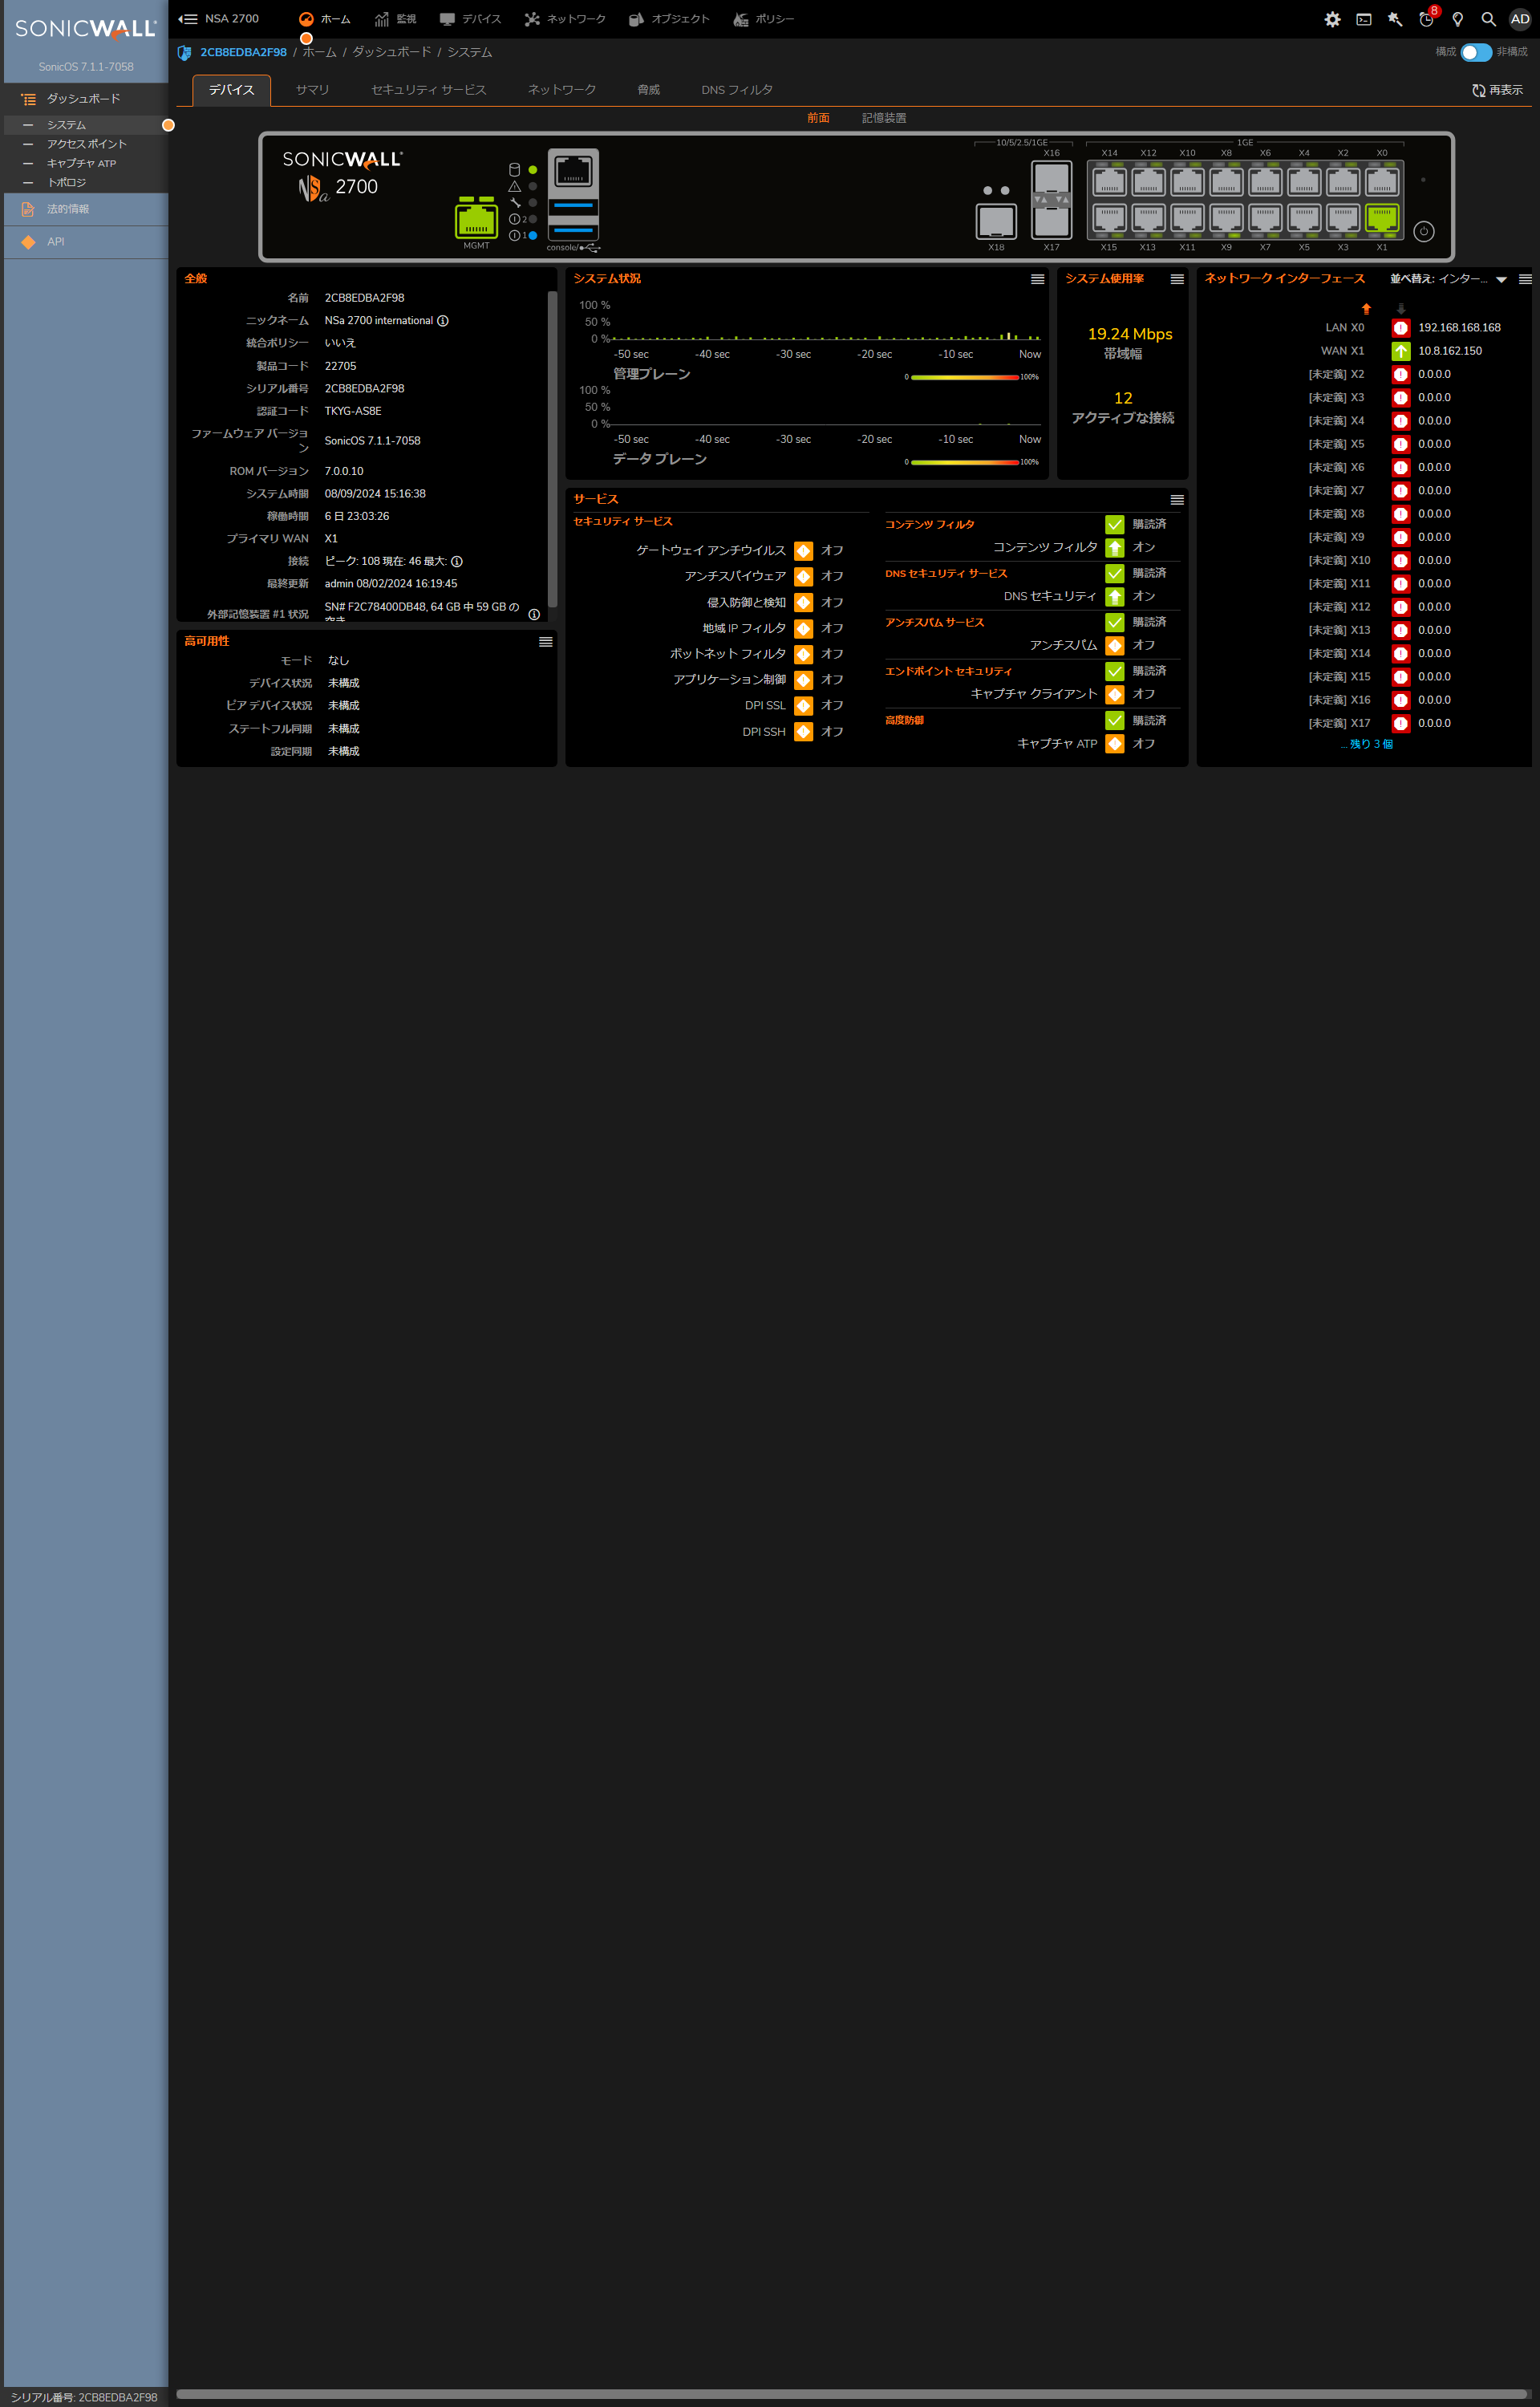 SONICWALL
SonicOS 7.1.1-7058
ダッシュボード
システム
アクセス ポイント
キャプチャ ATP
トポロジ
法的情報
API
シリアル番号: 2CB8EDBA2F98
NSA 2700
ホーム
監視
デバイス
ネットワーク
オブジェクト
ポリシー
8
AD
2CB8EDBA2F98 / ホーム / ダッシュボード / システム
構成
非構成
デバイス
サマリ
セキュリティ サービス
ネットワーク
脅威
DNS フィルタ
再表示
前面
記憶装置
SONICWALL
NSa 2700
MGMT
2
1
console/
10/5/2.5/1GE
1GE
X16
X14
X12
X10
X8
X6
X4
X2
X0
X18
X17
X15
X13
X11
X9
X7
X5
X3
X1
全般
名前 2CB8EDBA2F98
ニックネーム NSa 2700 international
統合ポリシー いいえ
製品コード 22705
シリアル番号 2CB8EDBA2F98
認証コード TKYG-AS8E
ファームウェア バージョ
ン SonicOS 7.1.1-7058
ROM バージョン 7.0.0.10
システム時間 08/09/2024 15:16:38
稼働時間 6 日 23:03:26
プライマリ WAN X1
接続 ピーク: 108 現在: 46 最大:
最終更新 admin 08/02/2024 16:19:45
外部記憶装置 #1 状況 SN# F2C78400DB48, 64 GB 中 59 GB の
空き
高可用性
モード なし
デバイス状況 未構成
ピア デバイス状況 未構成
ステートフル同期 未構成
設定同期 未構成
システム状況
100 %
50 %
0 %
-50 sec -40 sec -30 sec -20 sec -10 sec Now
管理プレーン
0 100%
100 %
50 %
0 %
-50 sec -40 sec -30 sec -20 sec -10 sec Now
データ プレーン
0 100%
システム使用率
19.24 Mbps
帯域幅
12
アクティブな接続
サービス
セキュリティ サービス
ゲートウェイ アンチウイルス オフ
アンチスパイウェア オフ
侵入防御と検知 オフ
地域 IP フィルタ オフ
ボットネット フィルタ オフ
アプリケーション制御 オフ
DPI SSL オフ
DPI SSH オフ
コンテンツ フィルタ 購読済
コンテンツ フィルタ オン
DNS セキュリティ サービス 購読済
DNS セキュリティ オン
アンチスパム サービス 購読済
アンチスパム オフ
エンドポイント セキュリティ 購読済
キャプチャ クライアント オフ
高度防御 購読済
キャプチャ ATP オフ
ネットワーク インターフェース
並べ替え: インター...
LAN X0 192.168.168.168
WAN X1 10.8.162.150
[未定義] X2 0.0.0.0
[未定義] X3 0.0.0.0
[未定義] X4 0.0.0.0
[未定義] X5 0.0.0.0
[未定義] X6 0.0.0.0
[未定義] X7 0.0.0.0
[未定義] X8 0.0.0.0
[未定義] X9 0.0.0.0
[未定義] X10 0.0.0.0
[未定義] X11 0.0.0.0
[未定義] X12 0.0.0.0
[未定義] X13 0.0.0.0
[未定義] X14 0.0.0.0
[未定義] X15 0.0.0.0
[未定義] X16 0.0.0.0
[未定義] X17 0.0.0.0
... 残り 3 個